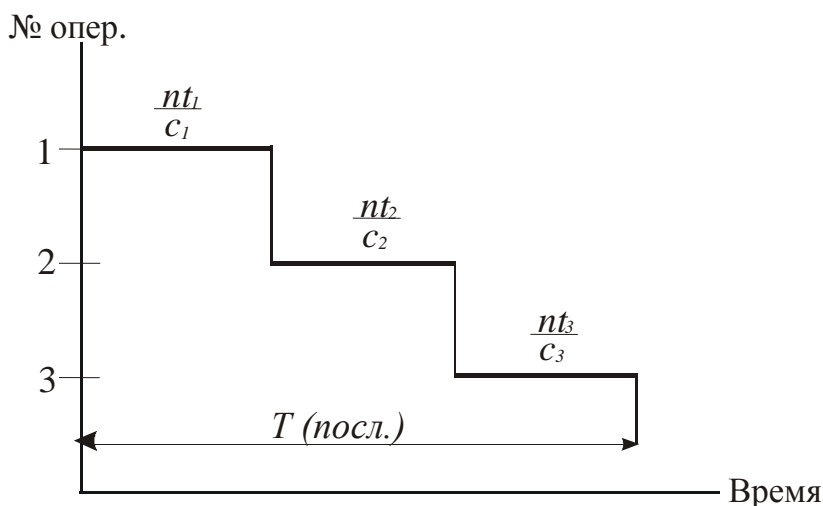 № опер.
nt₁
c₁
1
nt₂
c₂
2
nt₃
c₃
3
T (посл.)
Время